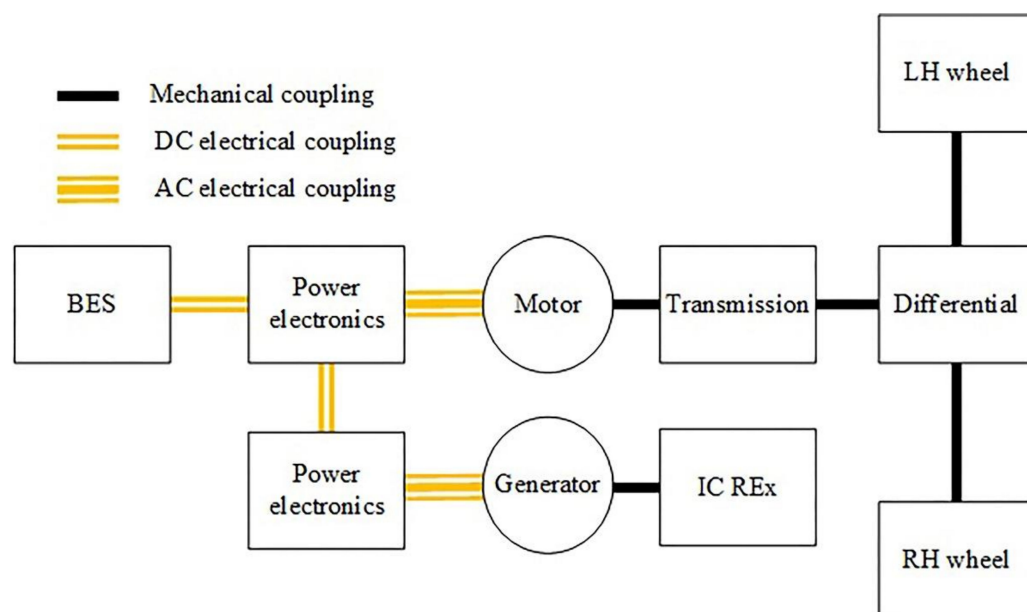 LH wheel
Mechanical coupling
DC electrical coupling
AC electrical coupling
BES
Power
electronics
Motor
Transmission
Differential
Power
electronics
Generator
IC REx
RH wheel